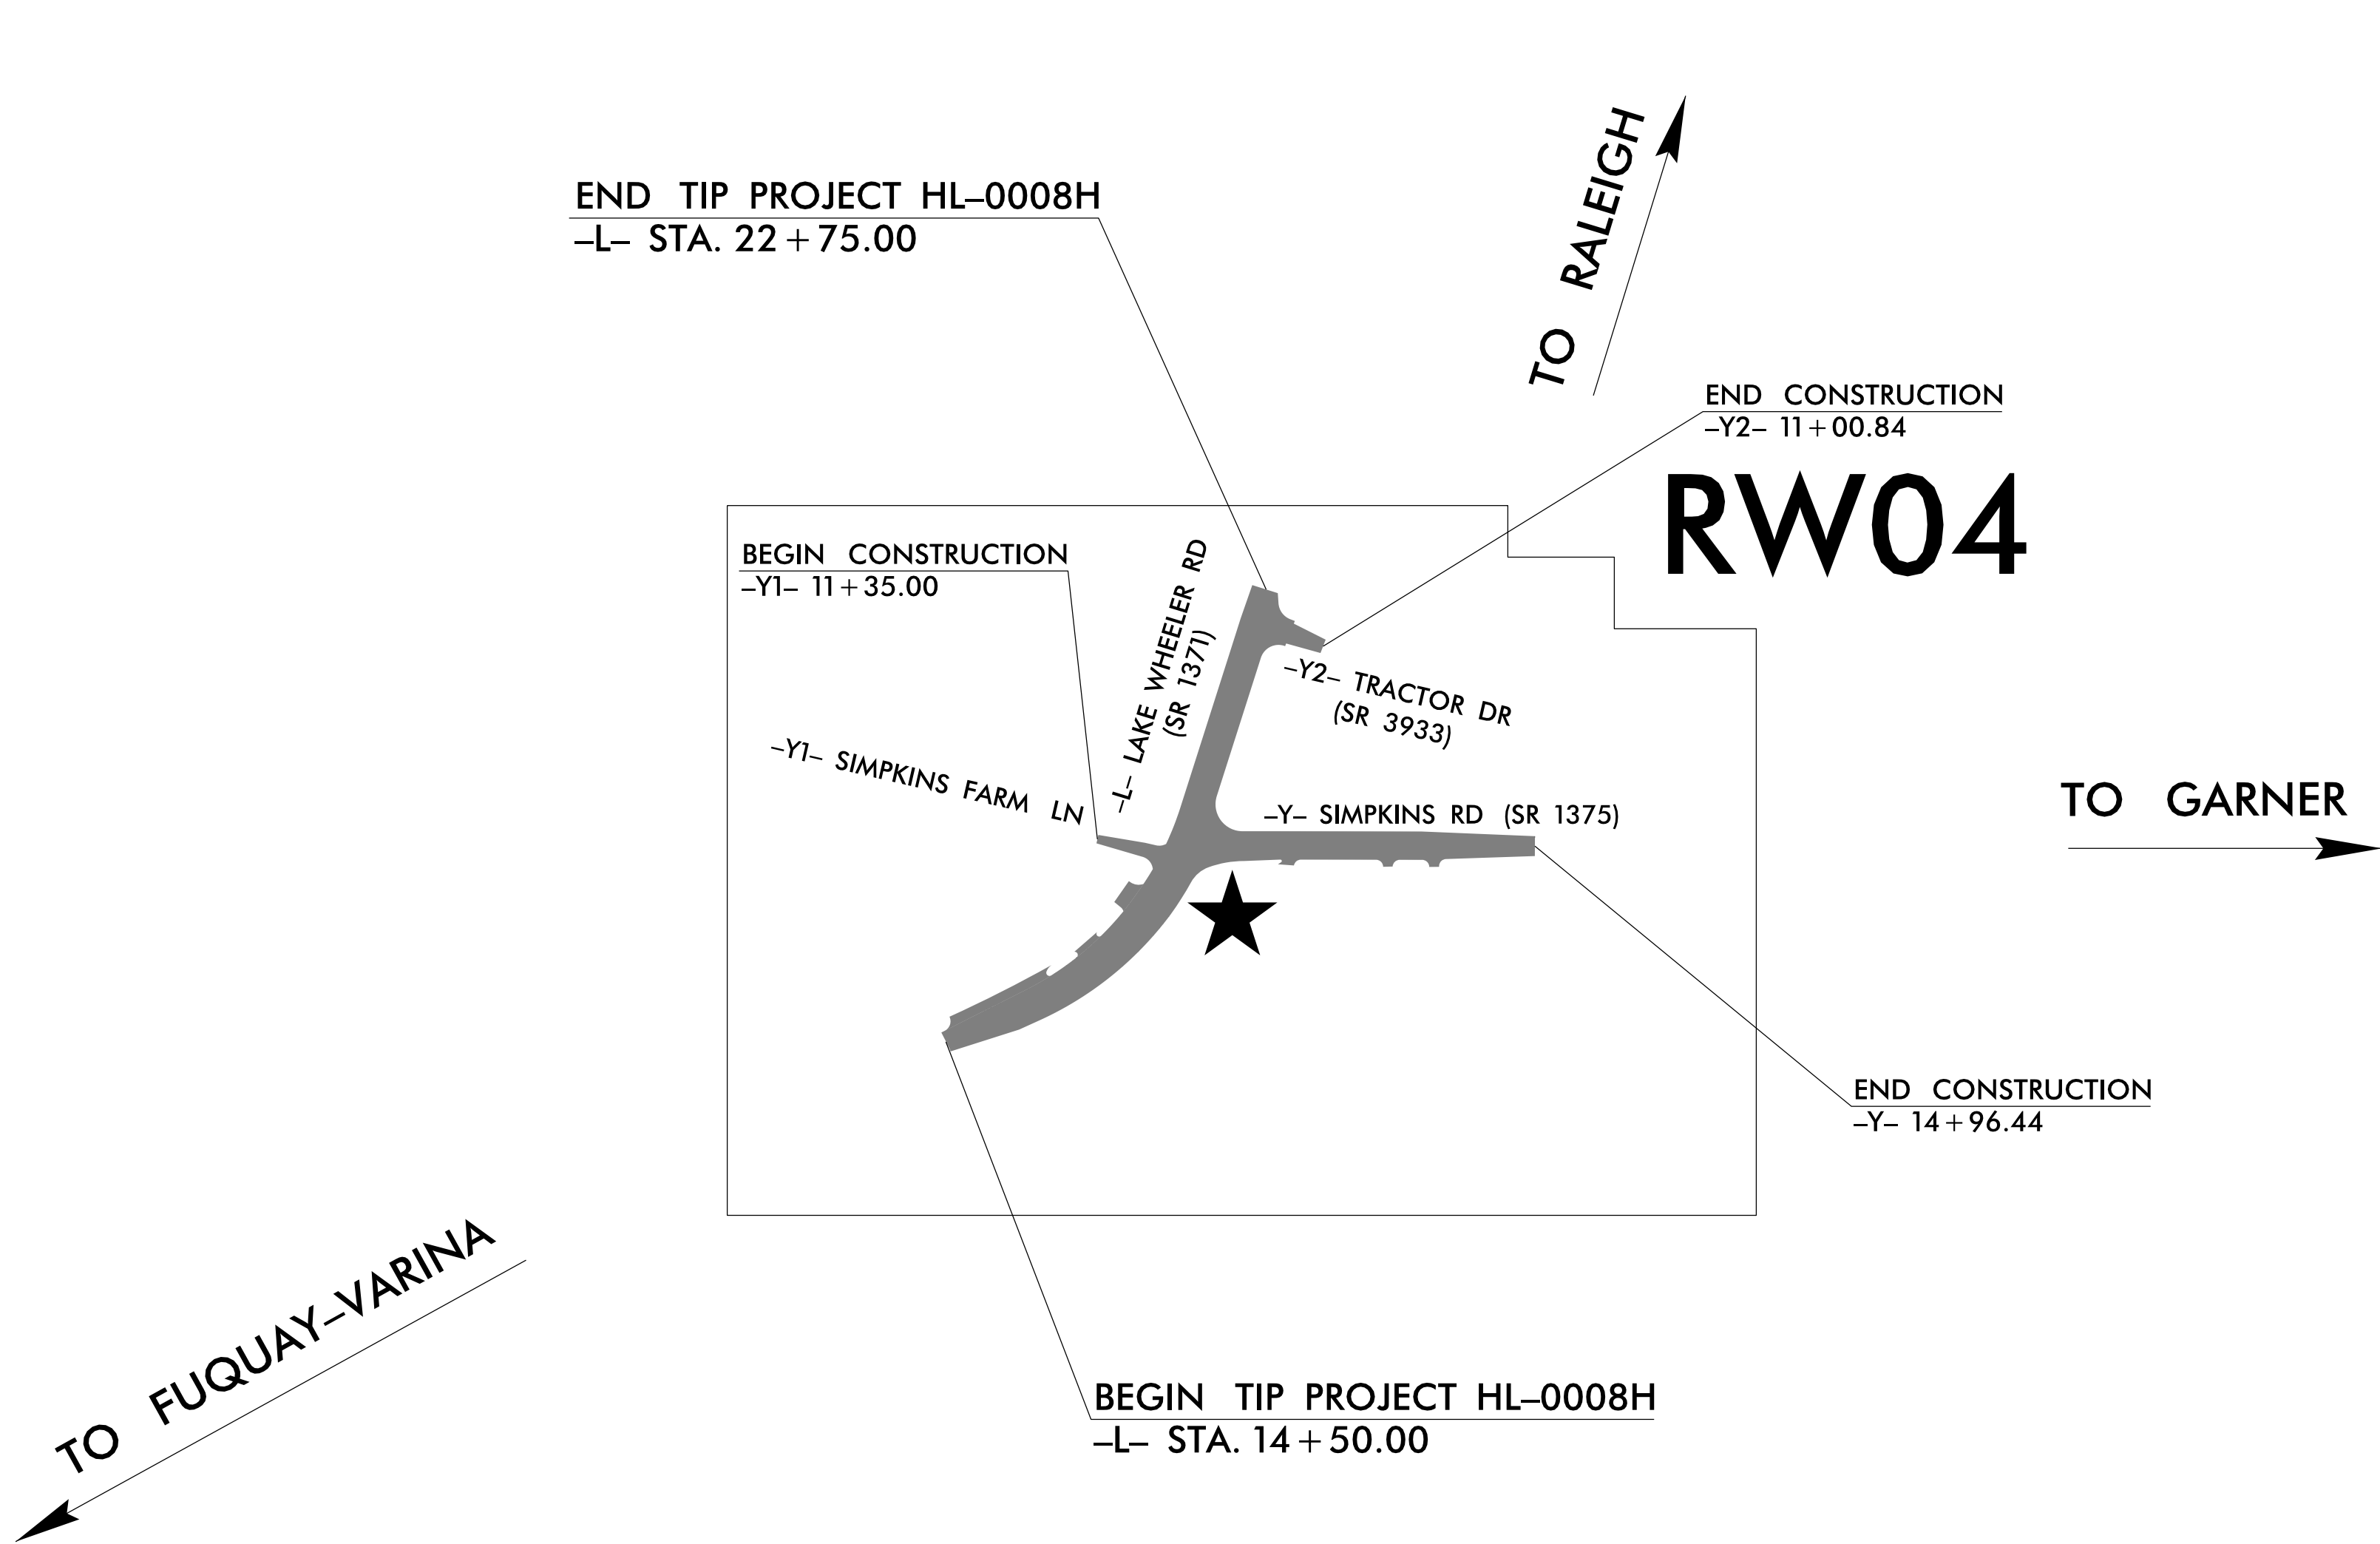 TO RALEIGH
END TIP PROJECT HL–0008H
–L– STA. 22+75.00
END CONSTRUCTION
–Y2– 11+00.84
RW04
BEGIN CONSTRUCTION
–Y1– 11+35.00
–L– LAKE WHEELER RD
(SR 1371)
–Y2– TRACTOR DR
(SR 3933)
–Y1– SIMPKINS FARM LN
–Y– SIMPKINS RD (SR 1375)
TO GARNER
END CONSTRUCTION
–Y– 14+96.44
TO FUQUAY–VARINA
BEGIN TIP PROJECT HL–0008H
–L– STA. 14+50.00